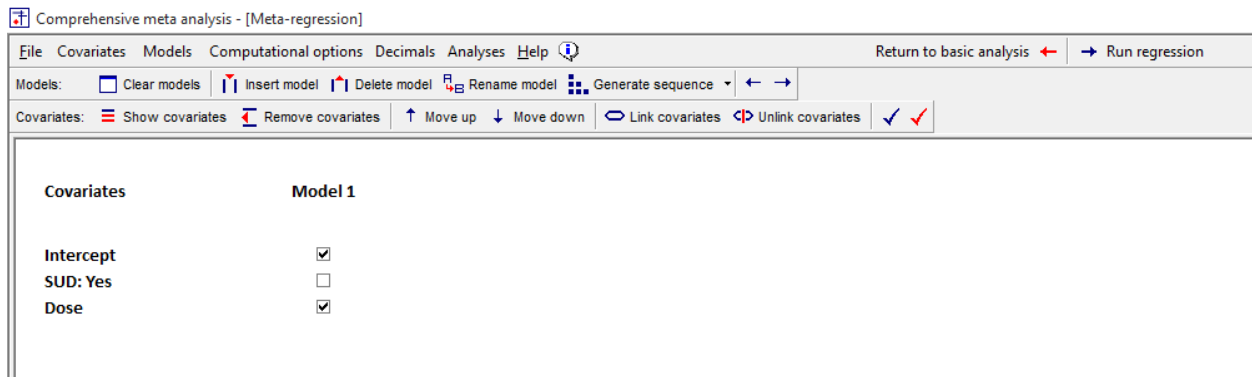 Comprehensive meta analysis - [Meta-regression]
File Covariates Models Computational options Decimals Analyses Help Return to basic analysis Run regression
Models: Clear models Insert model Delete model Rename model Generate sequence
Covariates: Show covariates Remove covariates Move up Move down Link covariates Unlink covariates
Covariates Model 1
Intercept
SUD: Yes
Dose